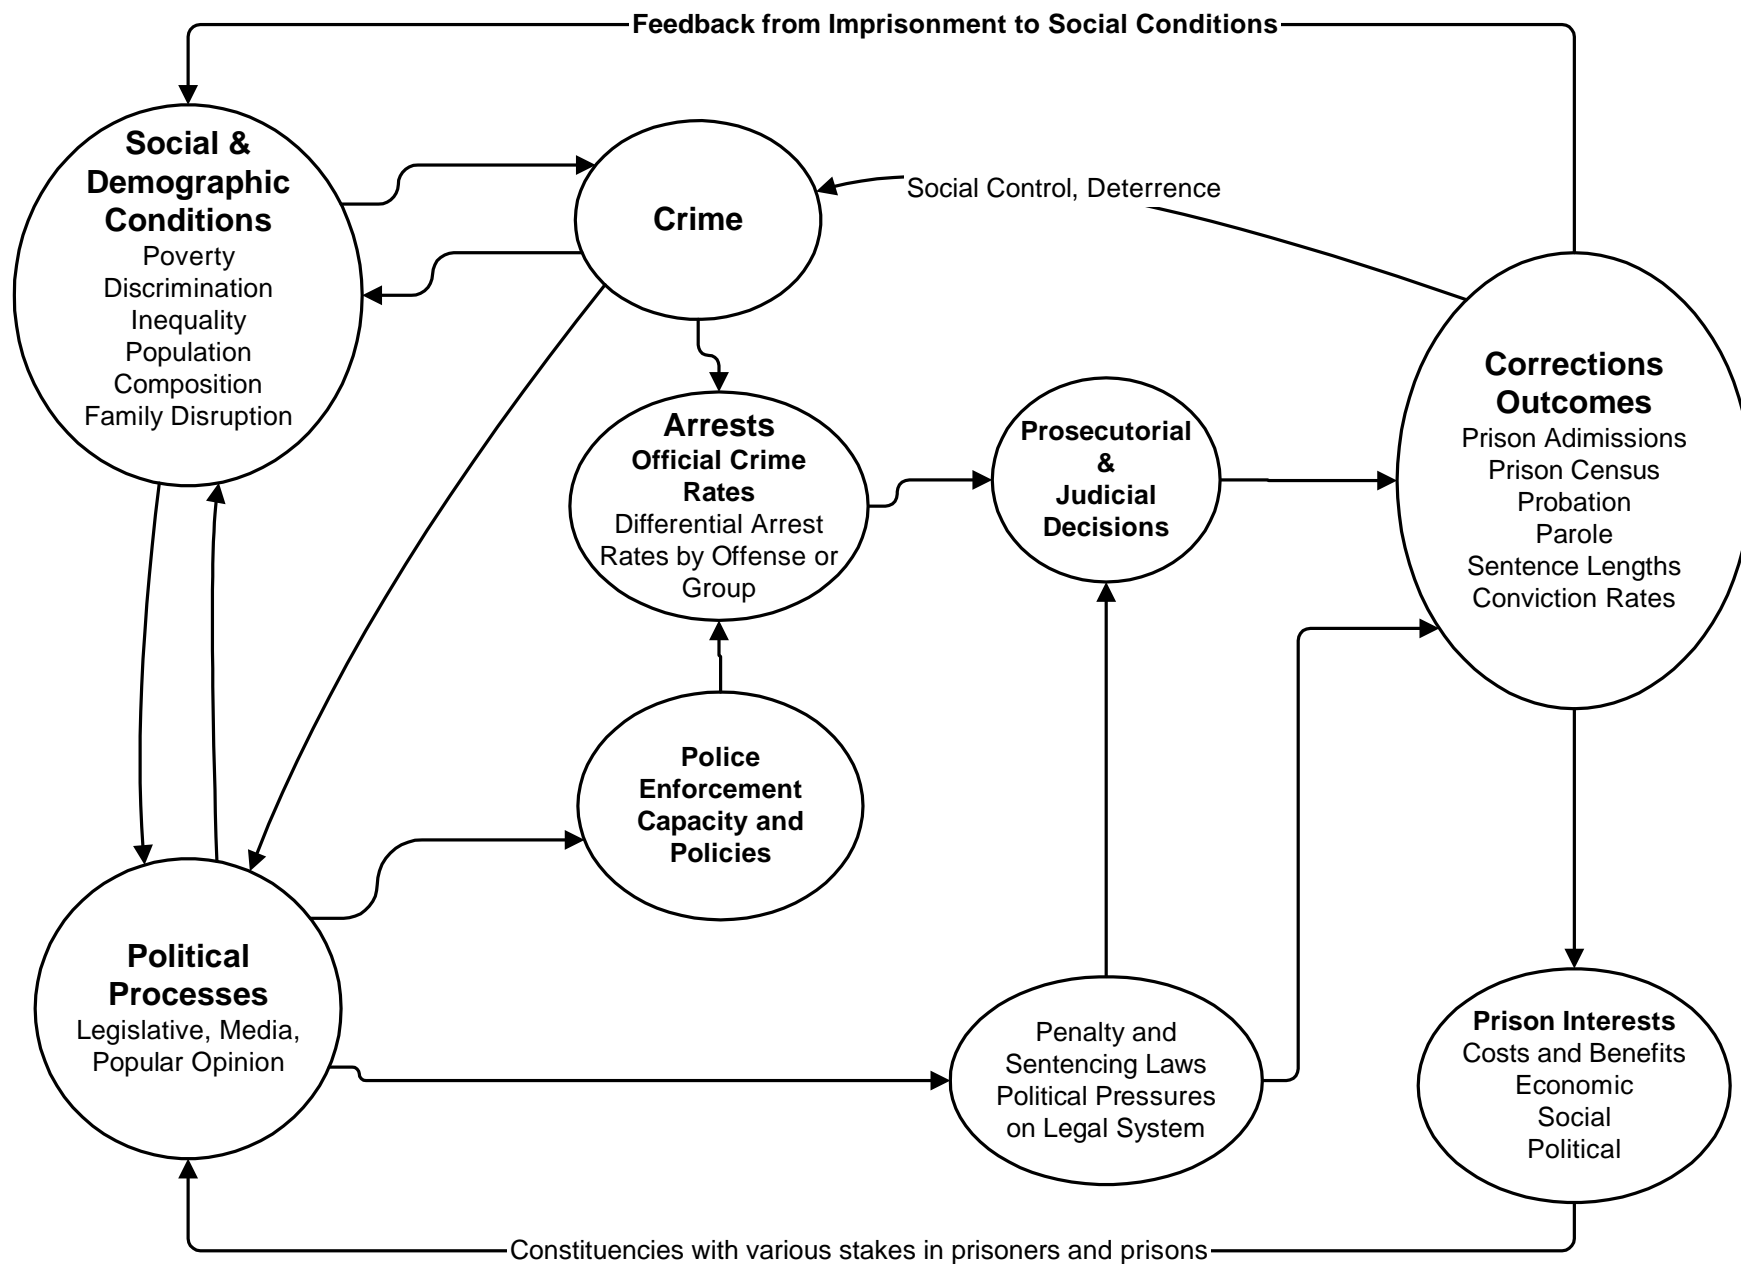 Feedback from Imprisonment to Social Conditions
Social &
Demographic
Conditions
Poverty
Discrimination
Inequality
Population
Composition
Family Disruption
Crime
Social Control, Deterrence
Corrections
Outcomes
Prison Adimissions
Prison Census
Probation
Parole
Sentence Lengths
Conviction Rates
Arrests
Official Crime
Rates
Differential Arrest
Rates by Offense or
Group
Prosecutorial
&
Judicial
Decisions
Police
Enforcement
Capacity and
Policies
Political
Processes
Legislative, Media,
Popular Opinion
Penalty and
Sentencing Laws
Political Pressures
on Legal System
Prison Interests
Costs and Benefits
Economic
Social
Political
Constituencies with various stakes in prisoners and prisons